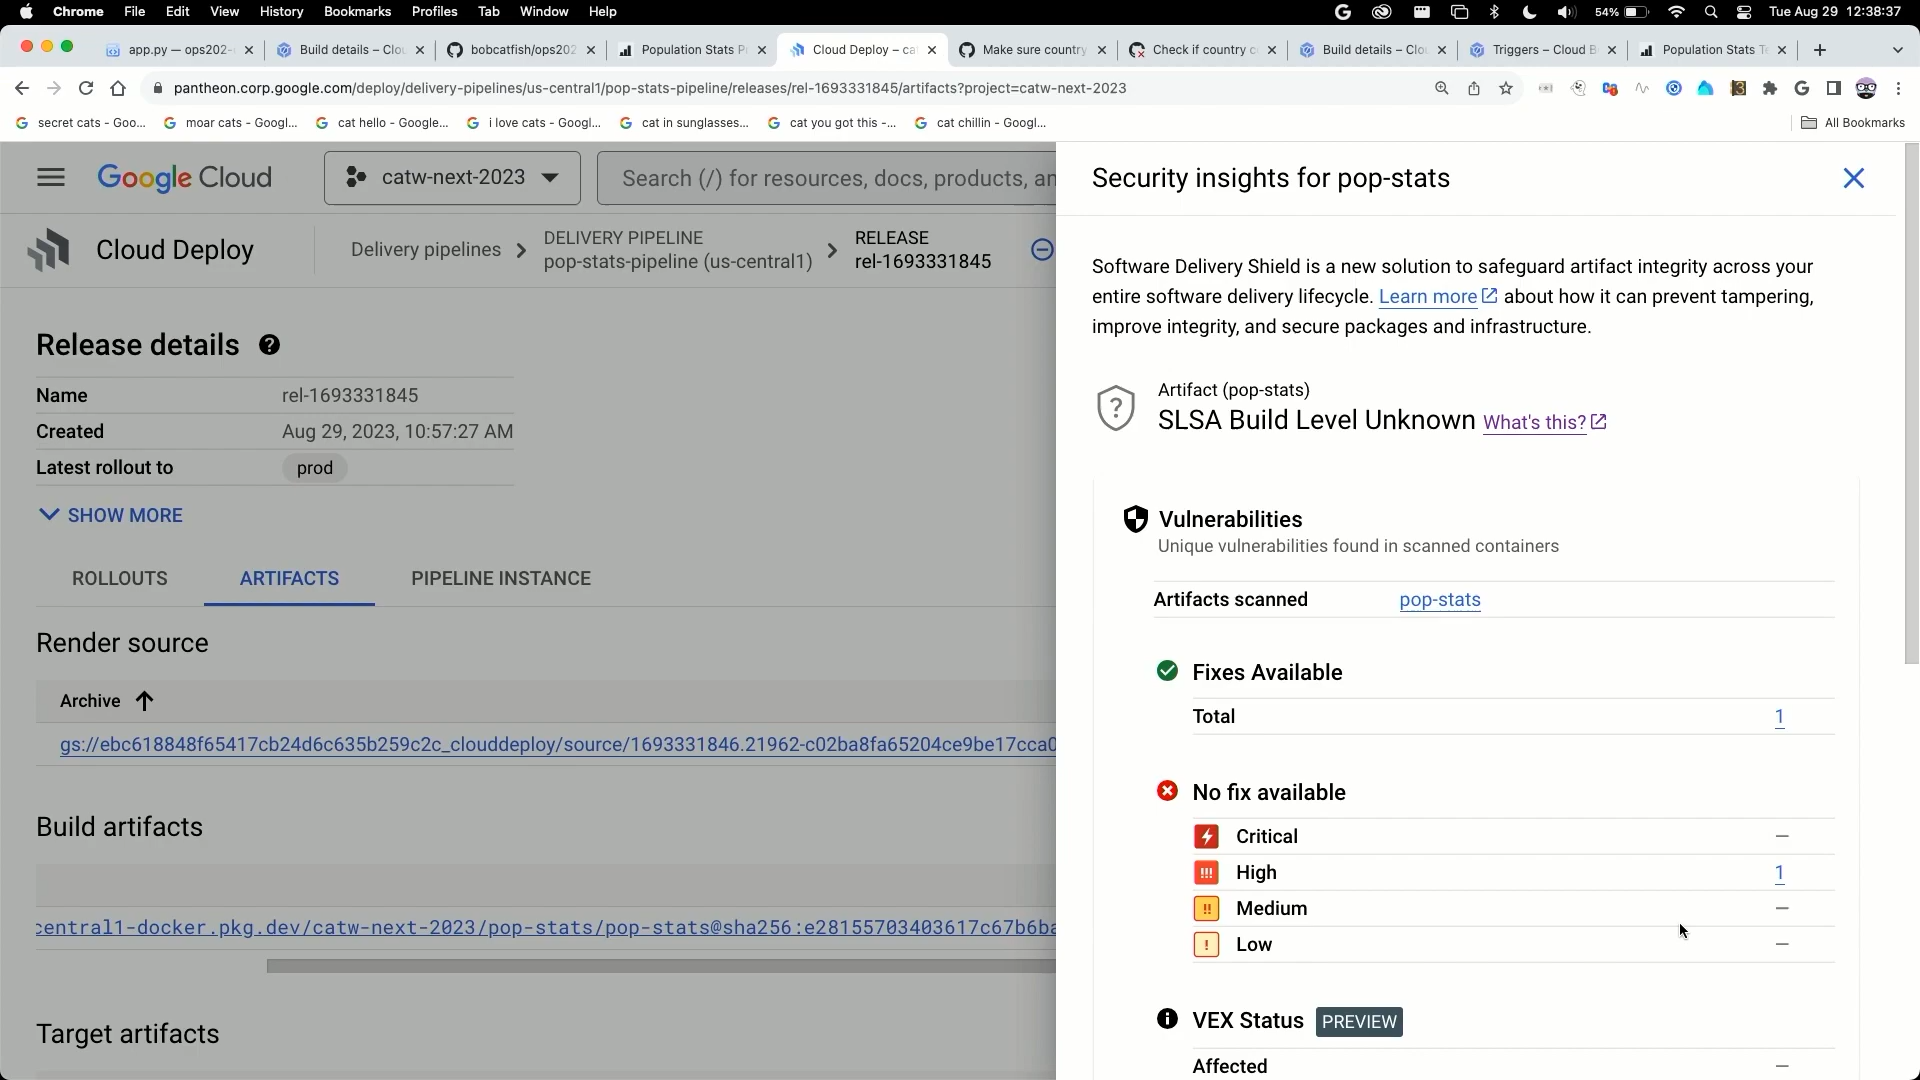 Chrome File Edit View History Bookmarks Profiles Tab Window Help 54% Tue Aug 29 12:38:37
app.py — ops202- Build details – Clou bobcatfish/ops202 Population Stats P Cloud Deploy – ca Make sure country Check if country c Build details – Clou Triggers – Cloud B Population Stats Te
pantheon.corp.google.com/deploy/delivery-pipelines/us-central1/pop-stats-pipeline/releases/rel-1693331845/artifacts?project=catw-next-2023
secret cats - Goo... moar cats - Googl... cat hello - Google... i love cats - Googl... cat in sunglasses... cat you got this -... cat chillin - Googl... All Bookmarks
Google Cloud catw-next-2023 Search (/) for resources, docs, products, an
Cloud Deploy Delivery pipelines
DELIVERY PIPELINE
pop-stats-pipeline (us-central1)
RELEASE
rel-1693331845
Release details
Name rel-1693331845
Created Aug 29, 2023, 10:57:27 AM
Latest rollout to prod
SHOW MORE
ROLLOUTS ARTIFACTS PIPELINE INSTANCE
Render source
Archive
gs://ebc618848f65417cb24d6c635b259c2c_clouddeploy/source/1693331846.21962-c02ba8fa65204ce9be17cca0
Build artifacts
central1-docker.pkg.dev/catw-next-2023/pop-stats/pop-stats@sha256:e28155703403617c67b6ba
Target artifacts
Security insights for pop-stats
Software Delivery Shield is a new solution to safeguard artifact integrity across your
entire software delivery lifecycle. Learn more about how it can prevent tampering,
improve integrity, and secure packages and infrastructure.
Artifact (pop-stats)
SLSA Build Level Unknown What's this?
Vulnerabilities
Unique vulnerabilities found in scanned containers
Artifacts scanned pop-stats
Fixes Available
Total 1
No fix available
Critical —
High 1
Medium —
Low —
VEX Status PREVIEW
Affected —